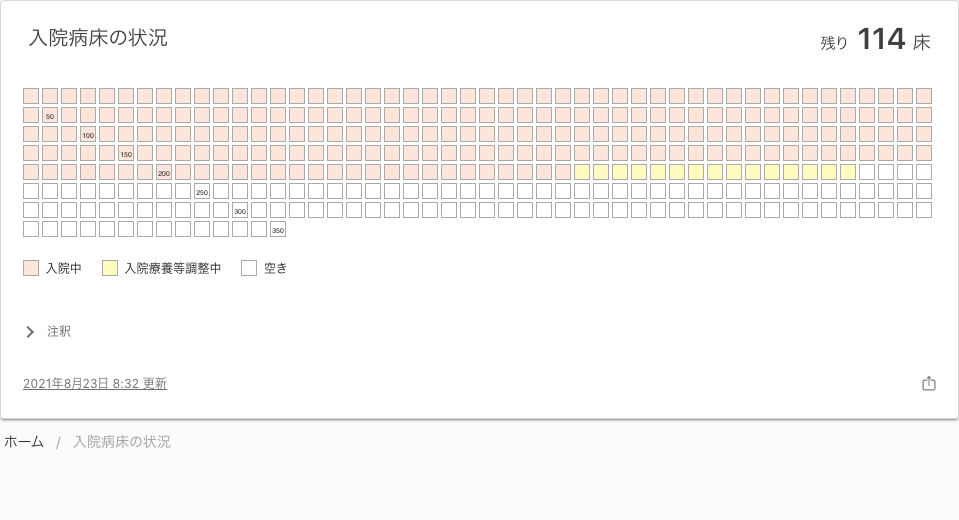 入院病床の状況
残り 114 床
50
100
150
200
250
300
350
入院中 入院療養等調整中 空き
注釈
2021年8月23日 8:32 更新
ホーム / 入院病床の状況